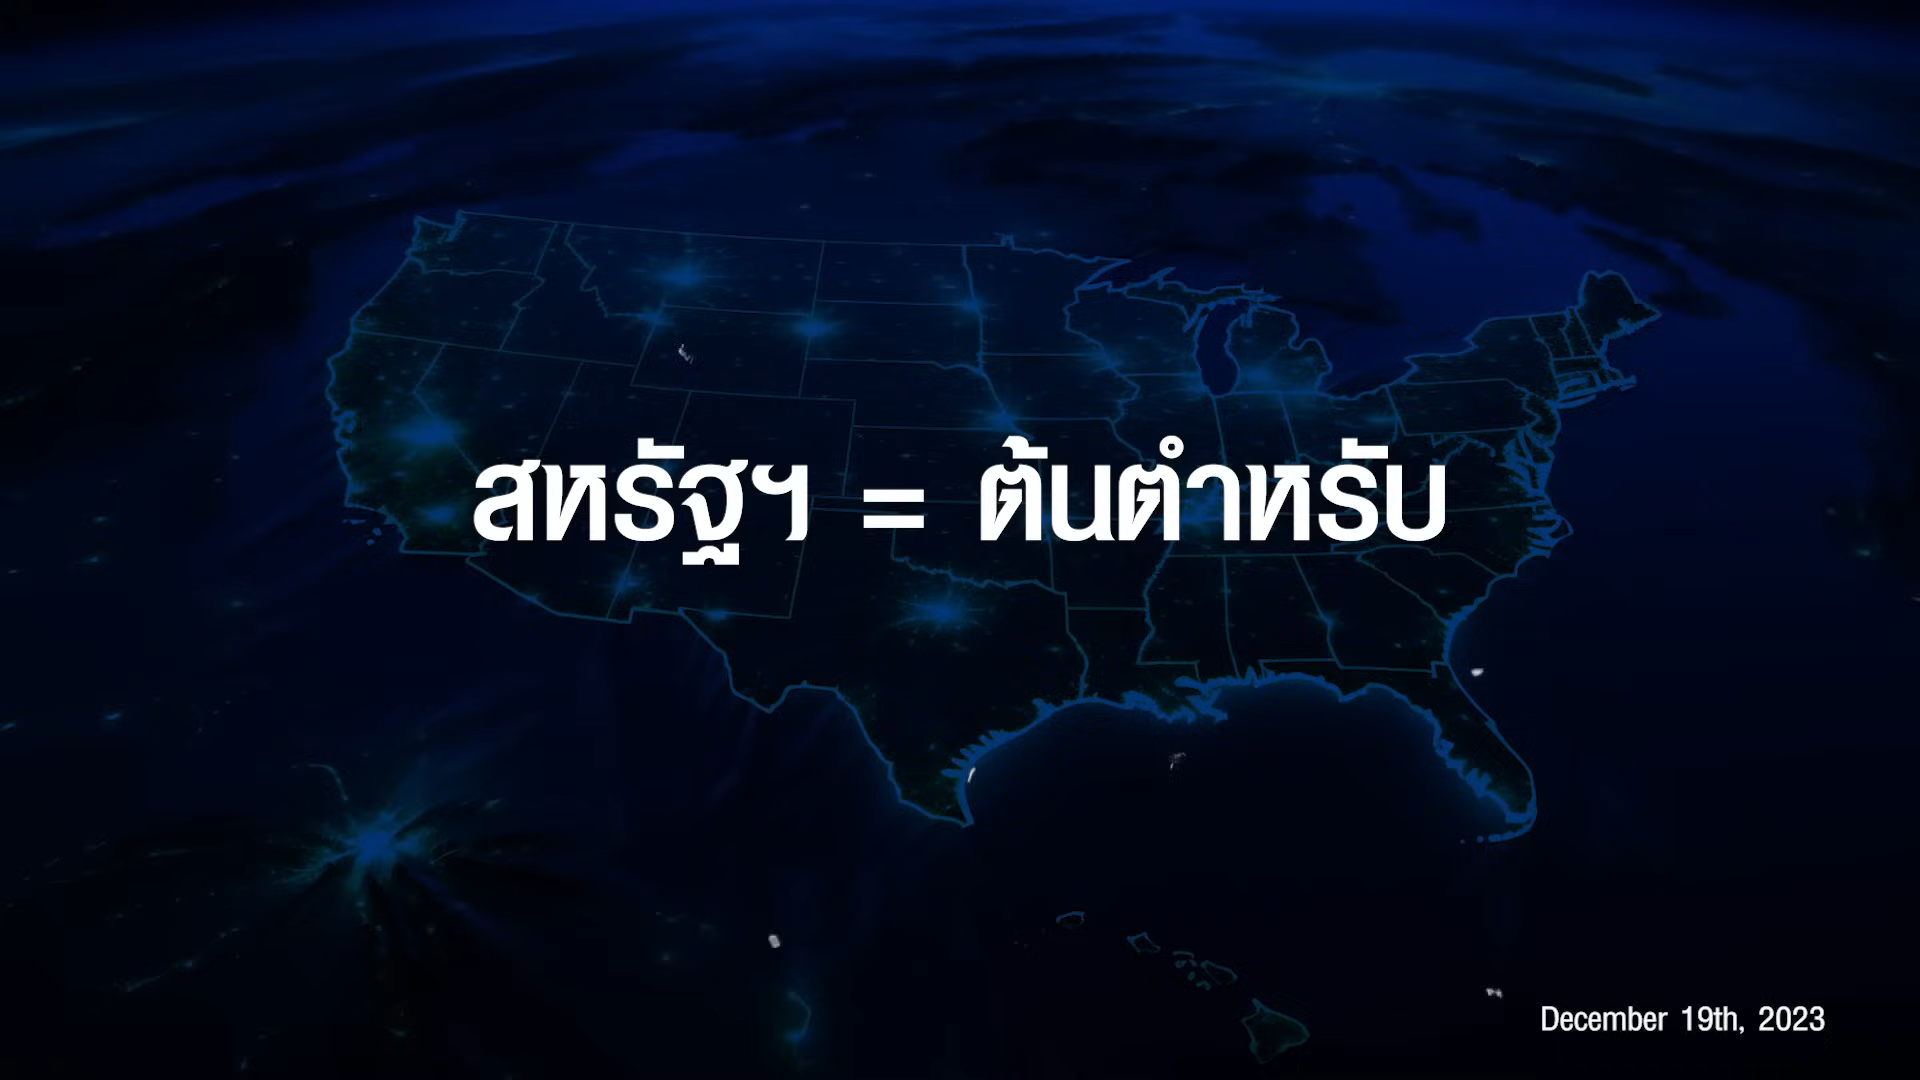 สหรัฐฯ = ต้นตำหรับ
December 19th, 2023